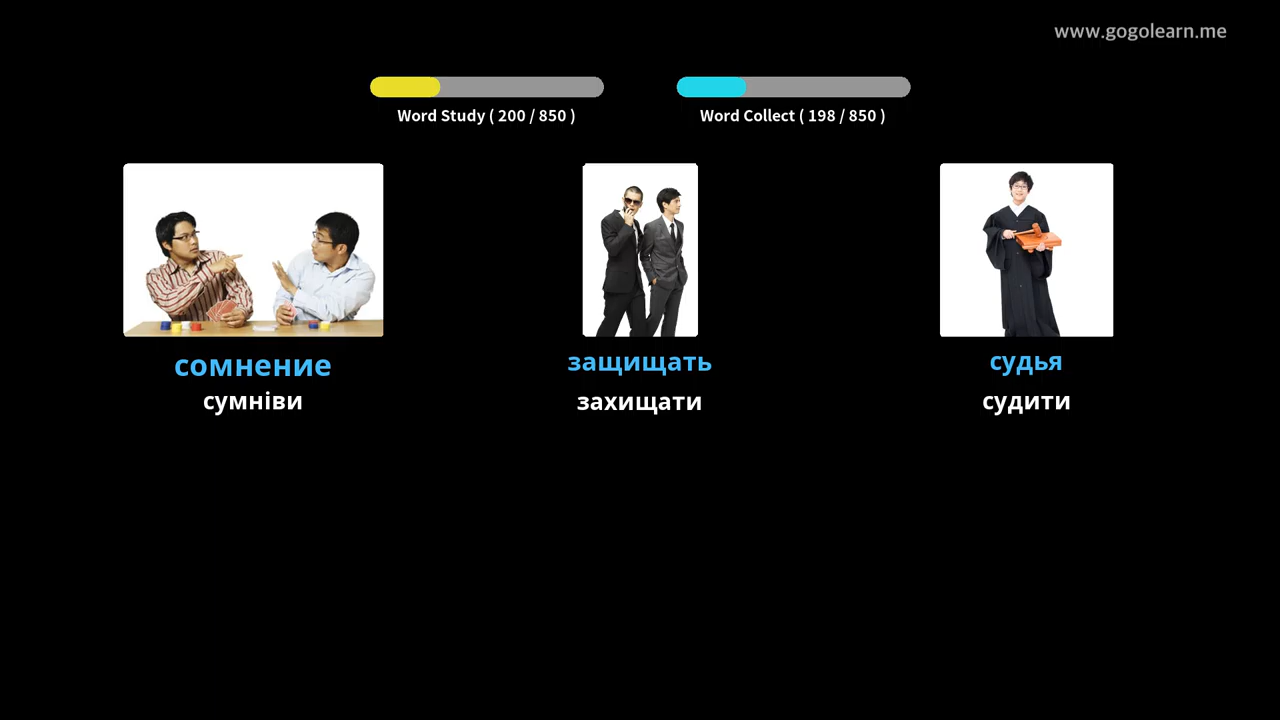 www.gogolearn.me
Word Study ( 200 / 850 )
Word Collect ( 198 / 850 )
сомнение
защищать
судья
сумніви
захищати
судити